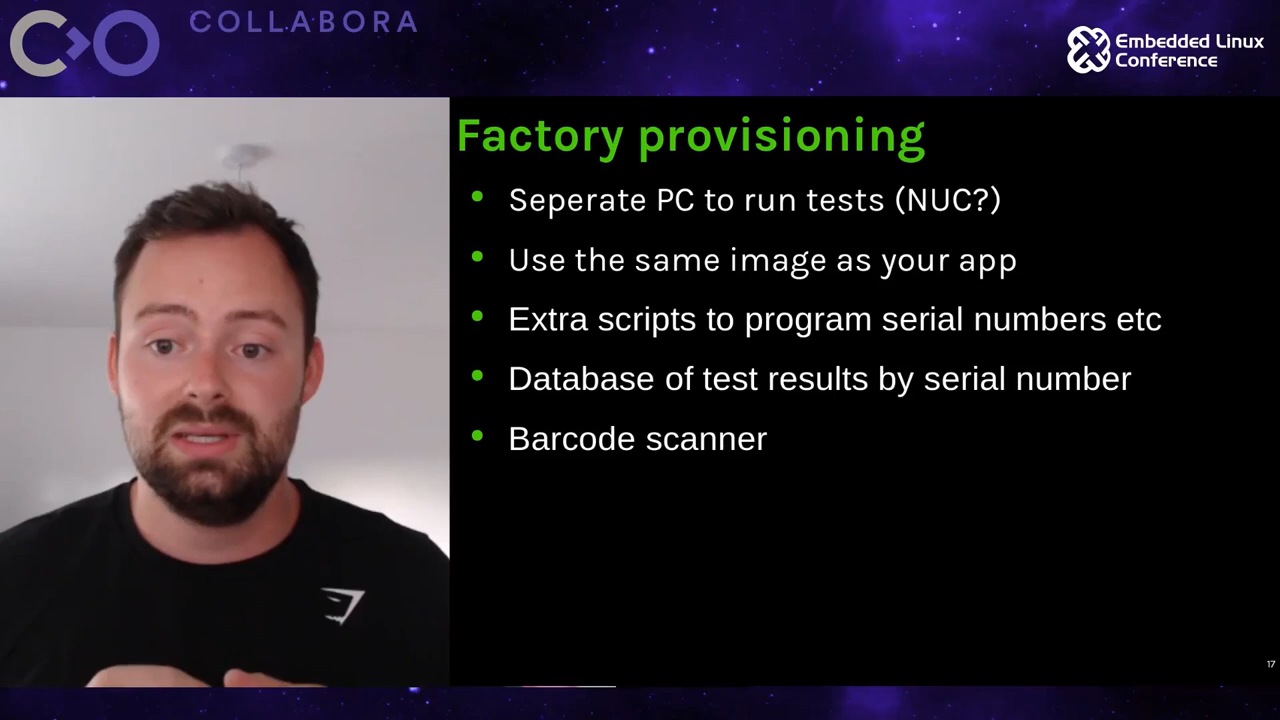 COLLABORA
Embedded Linux
Conference
Factory provisioning
Seperate PC to run tests (NUC?)
Use the same image as your app
Extra scripts to program serial numbers etc
Database of test results by serial number
Barcode scanner
17